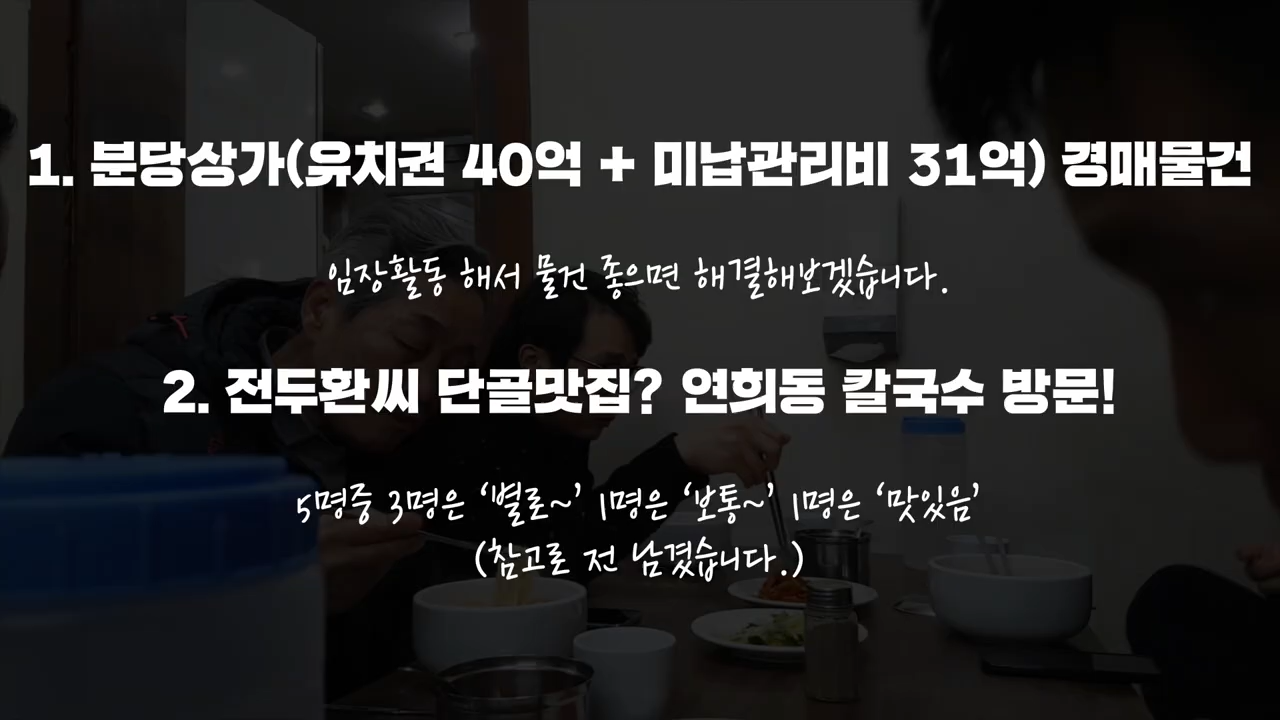 1. 분당상가(유치권 40억 + 미납관리비 31억) 경매물건
임장활동 해서 물건 좋으면 해결해보겠습니다.
2. 전두환씨 단골맛집? 연희동 칼국수 방문!
5명중 3명은 ‘별로~’ 1명은 ‘보통~’ 1명은 ‘맛있음’
(참고로 전 남겼습니다.)